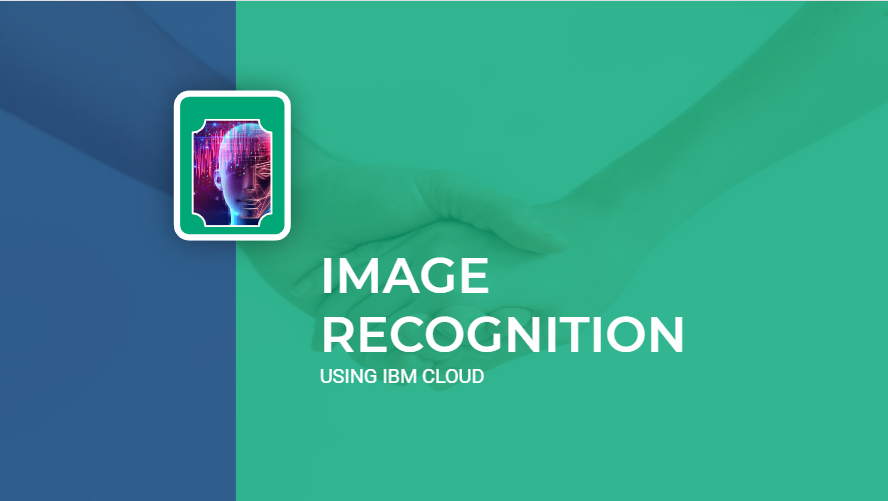 IMAGE
RECOGNITION
USING IBM CLOUD